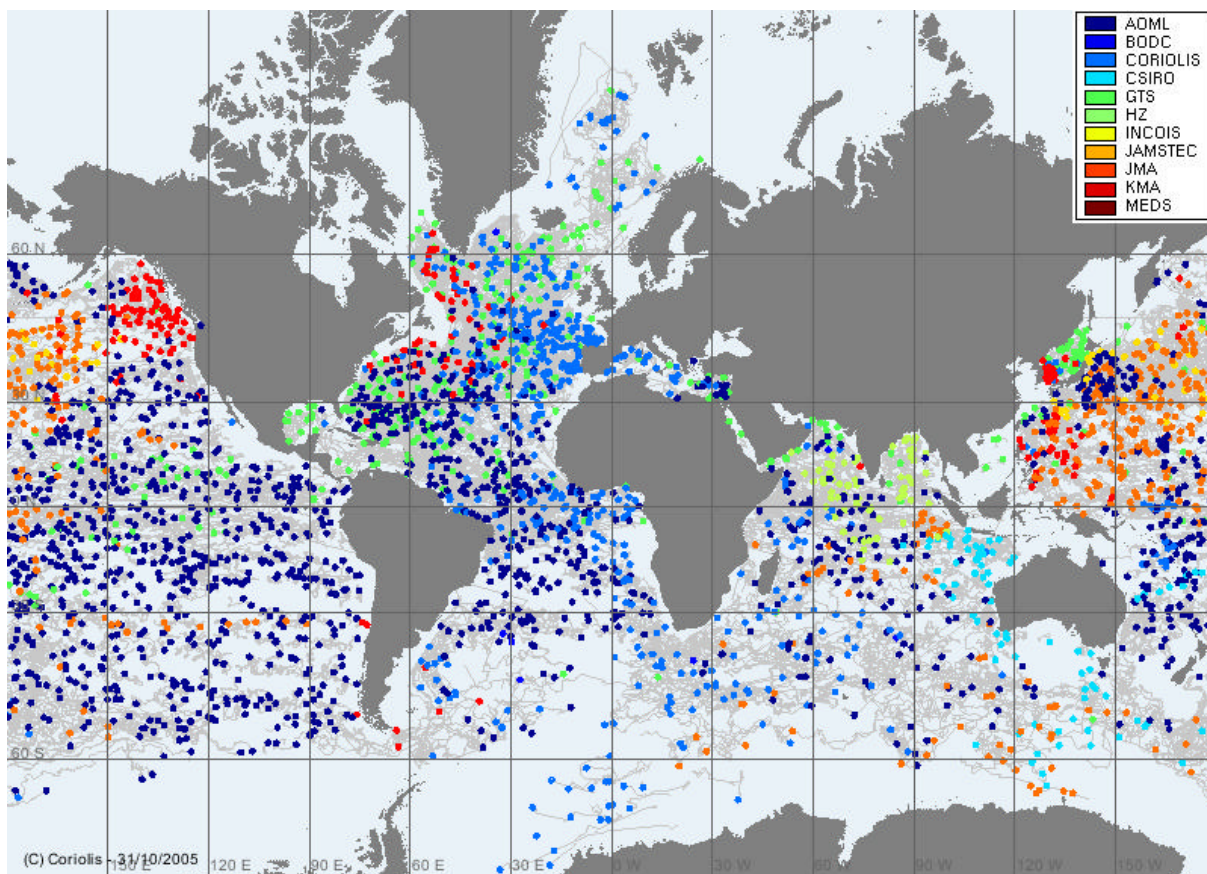 AOML
BODC
CORIOLIS
CSIRO
GTS
HZ
INCOIS
JAMSTEC
JMA
KMA
MEDS
60 N
60 S
(C) Coriolis - 31/10/2005
150 E
120 E
90 E
60 E
30 E
0 W
30 W
60 W
90 W
120 W
150 W